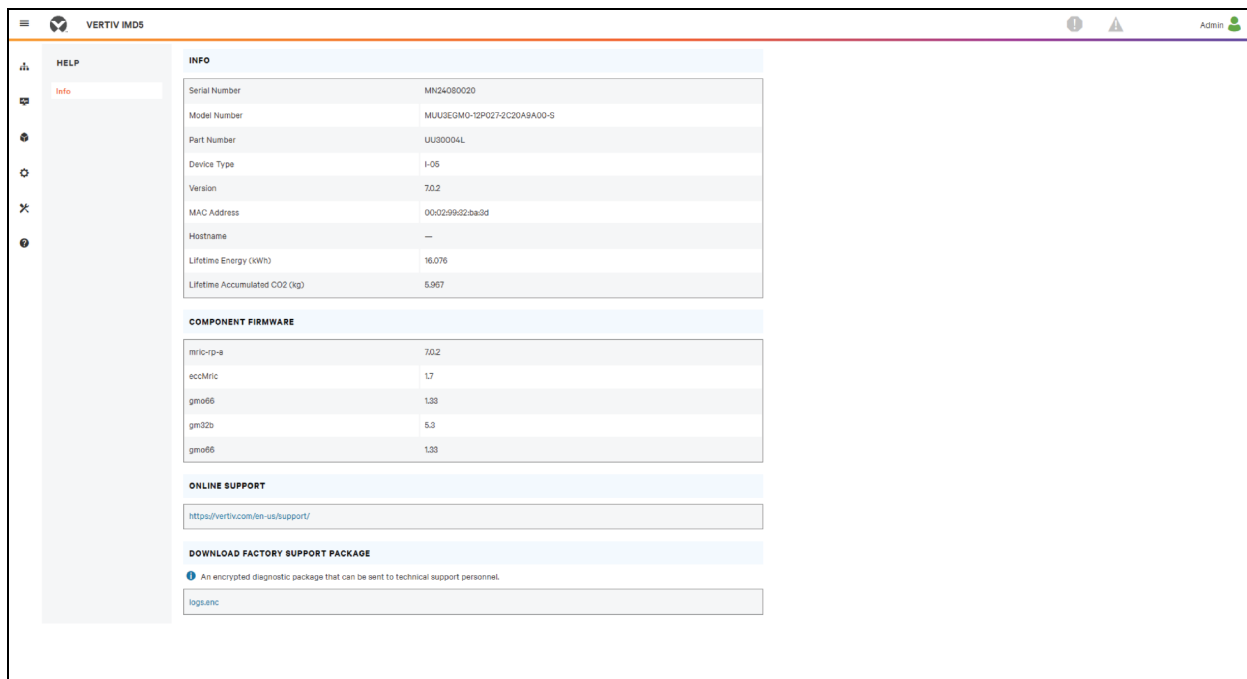 VERTIV IMD5
Admin
HELP
Info
INFO
Serial Number MN24080020
Model Number MUU3EGM0-12P027-2C20A9A00-S
Part Number UU30004L
Device Type I-05
Version 7.0.2
MAC Address 00:02:99:32:ba:3d
Hostname —
Lifetime Energy (kWh) 16.076
Lifetime Accumulated CO2 (kg) 5.967
COMPONENT FIRMWARE
mric-rp-a 7.0.2
eccMric 1.7
gmo66 1.33
gm32b 5.3
gmo66 1.33
ONLINE SUPPORT
https://vertiv.com/en-us/support/
DOWNLOAD FACTORY SUPPORT PACKAGE
An encrypted diagnostic package that can be sent to technical support personnel.
logs.enc